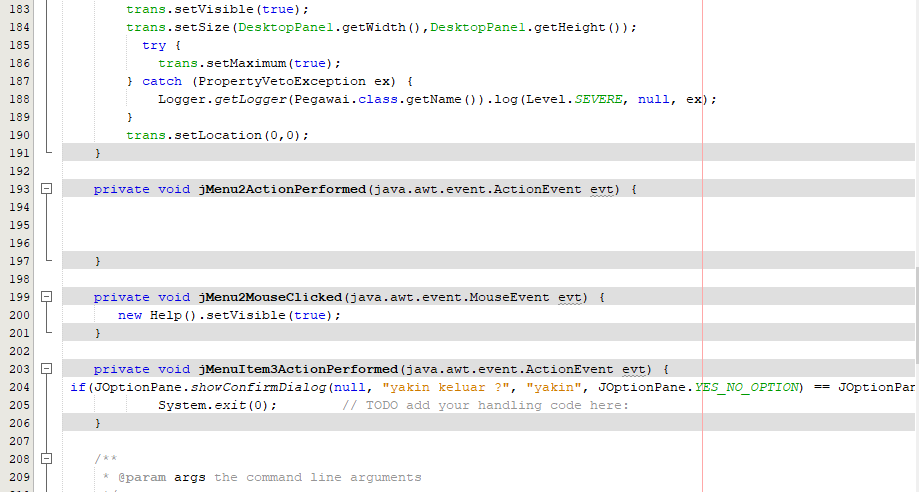 183 trans.setVisible(true);
184 trans.setSize(DesktopPanel.getWidth(),DesktopPanel.getHeight());
185 try {
186 trans.setMaximum(true);
187 } catch (PropertyVetoException ex) {
188 Logger.getLogger(Pegawai.class.getName()).log(Level.SEVERE, null, ex);
189 }
190 trans.setLocation(0,0);
191 }
192
193 private void jMenu2ActionPerformed(java.awt.event.ActionEvent evt) {
194
195
196
197 }
198
199 private void jMenu2MouseClicked(java.awt.event.MouseEvent evt) {
200 new Help().setVisible(true);
201 }
202
203 private void jMenuItem3ActionPerformed(java.awt.event.ActionEvent evt) {
204 if(JOptionPane.showConfirmDialog(null, "yakin keluar ?", "yakin", JOptionPane.YES_NO_OPTION) == JOptionPan
205 System.exit(0); // TODO add your handling code here:
206 }
207
208 /**
209 * @param args the command line arguments